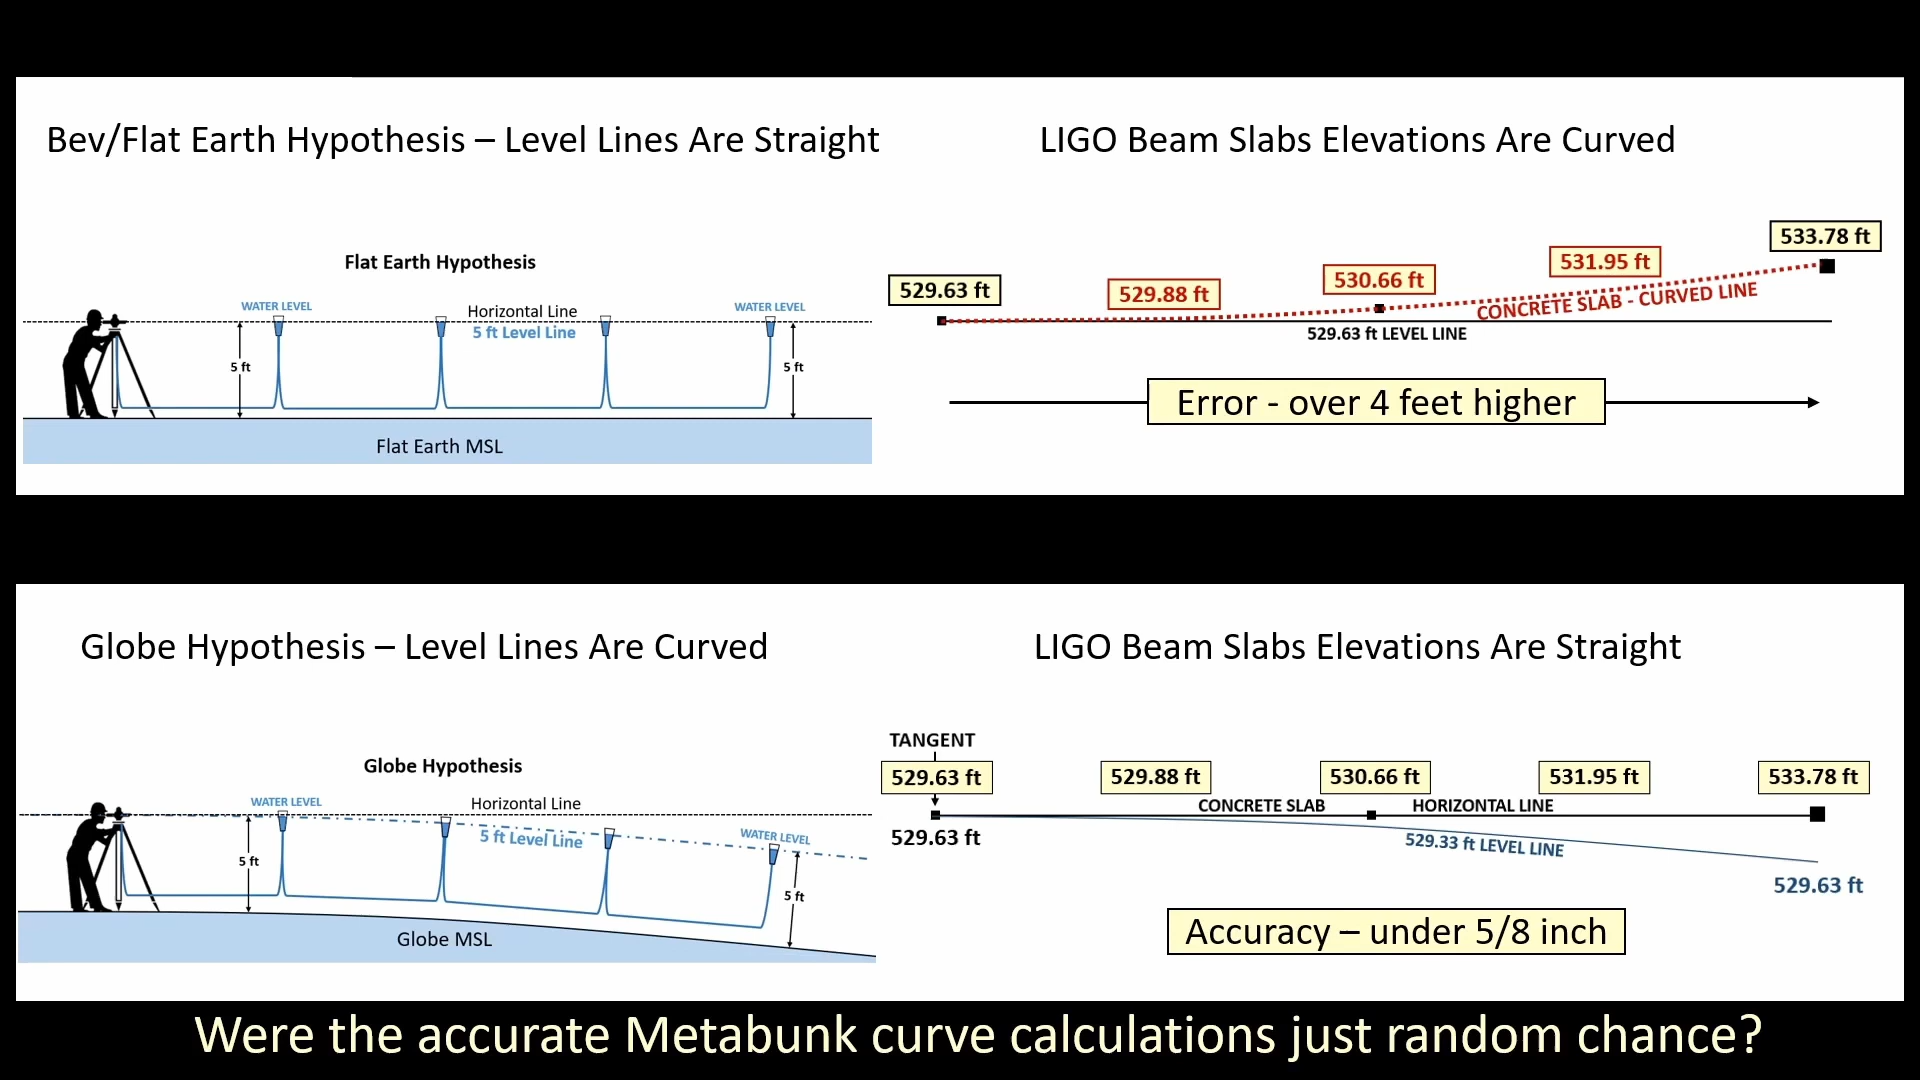 Bev/Flat Earth Hypothesis – Level Lines Are Straight
LIGO Beam Slabs Elevations Are Curved
Flat Earth Hypothesis
WATER LEVEL
Horizontal Line
5 ft Level Line
WATER LEVEL
5 ft
5 ft
Flat Earth MSL
529.63 ft
529.88 ft
530.66 ft
531.95 ft
533.78 ft
CONCRETE SLAB - CURVED LINE
529.63 ft LEVEL LINE
Error - over 4 feet higher
Globe Hypothesis – Level Lines Are Curved
LIGO Beam Slabs Elevations Are Straight
Globe Hypothesis
WATER LEVEL
Horizontal Line
5 ft Level Line
WATER LEVEL
5 ft
5 ft
Globe MSL
TANGENT
529.63 ft
529.88 ft
530.66 ft
531.95 ft
533.78 ft
CONCRETE SLAB
HORIZONTAL LINE
529.63 ft
529.33 ft LEVEL LINE
529.63 ft
Accuracy – under 5/8 inch
Were the accurate Metabunk curve calculations just random chance?